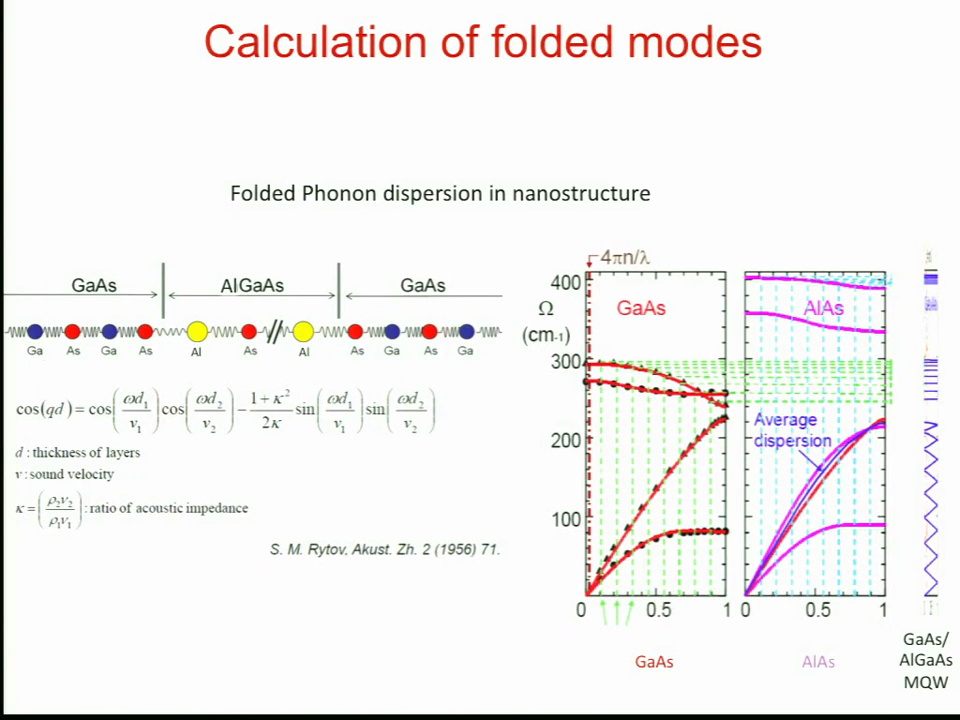 Calculation of folded modes
Folded Phonon dispersion in nanostructure
GaAs
AlGaAs
GaAs
Ga As Ga As Al As Al As Ga As Ga
cos(qd) = cos(ωd₁/v₁) cos(ωd₂/v₂) − (1+κ²)/2κ sin(ωd₁/v₁) sin(ωd₂/v₂)
d : thickness of layers
v : sound velocity
κ = (ρ₂v₂/ρ₁v₁) : ratio of acoustic impedance
S. M. Rytov, Akust. Zh. 2 (1956) 71.
4πn/λ
400
Ω
(cm-1)
300
200
100
GaAs
AlAs
Average
dispersion
0 0.5 1 0 0.5 1
GaAs
AlAs
GaAs/
AlGaAs
MQW